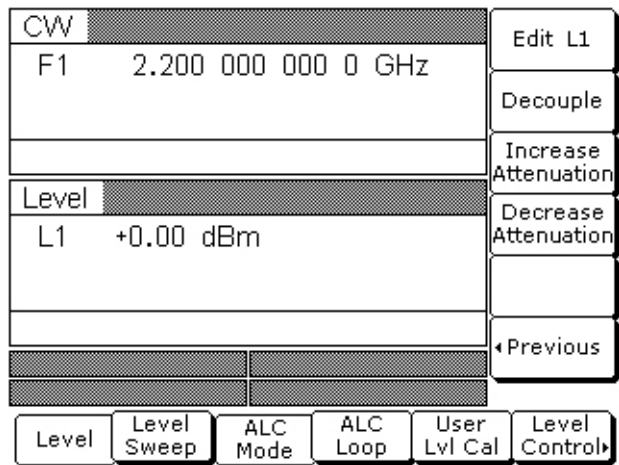 CW
F1 2.200 000 000 0 GHz
Level
L1 +0.00 dBm
Edit L1
Decouple
Increase
Attenuation
Decrease
Attenuation
Previous
Level
Level
Sweep
ALC
Mode
ALC
Loop
User
Lvl Cal
Level
Control